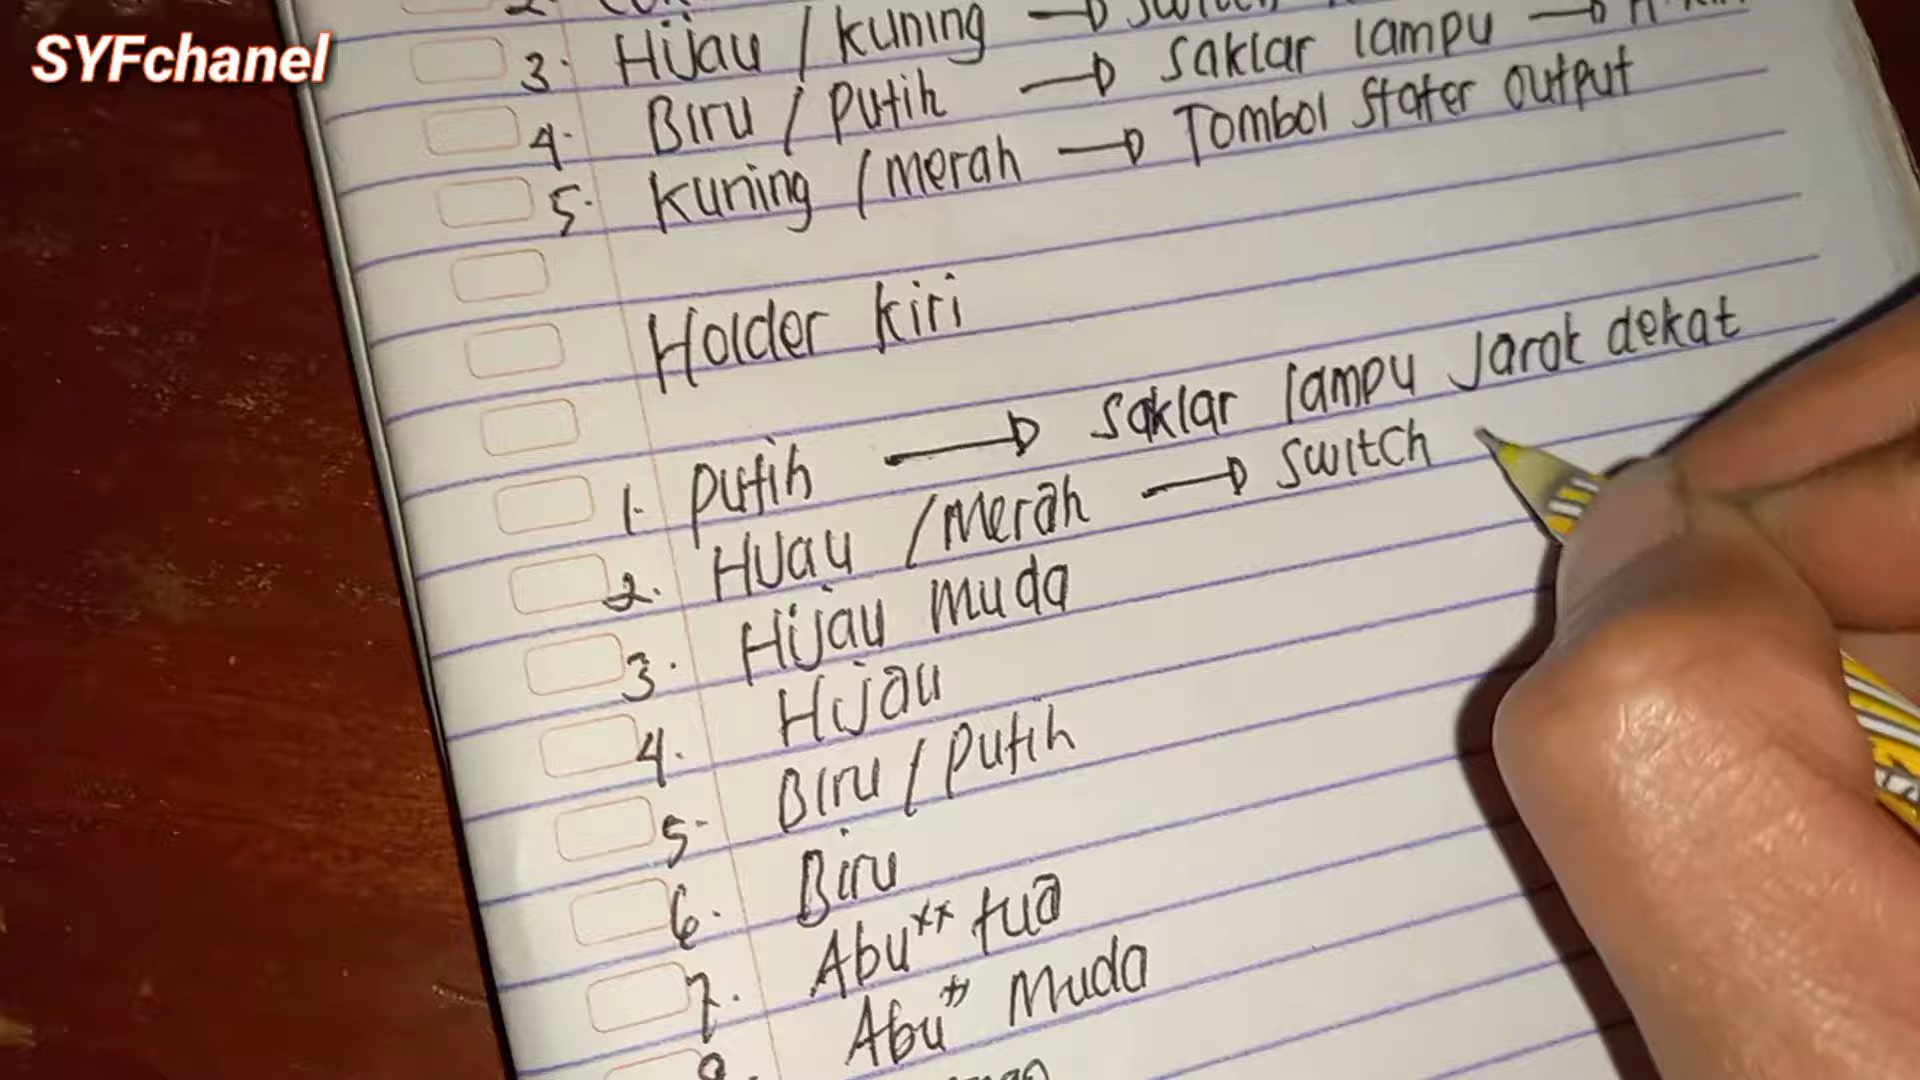 SYFchanel
3. Hijau / kuning → switch
4. Biru / putih → saklar lampu →
5. kuning / merah → Tombol stater output
Holder kiri
1. putih → saklar lampu Jarak dekat
2. Hijau / merah → switch
3. Hijau muda
4. Hijau
5. Biru / putih
6. Biru
7. Abu** tua
8. Abu** muda